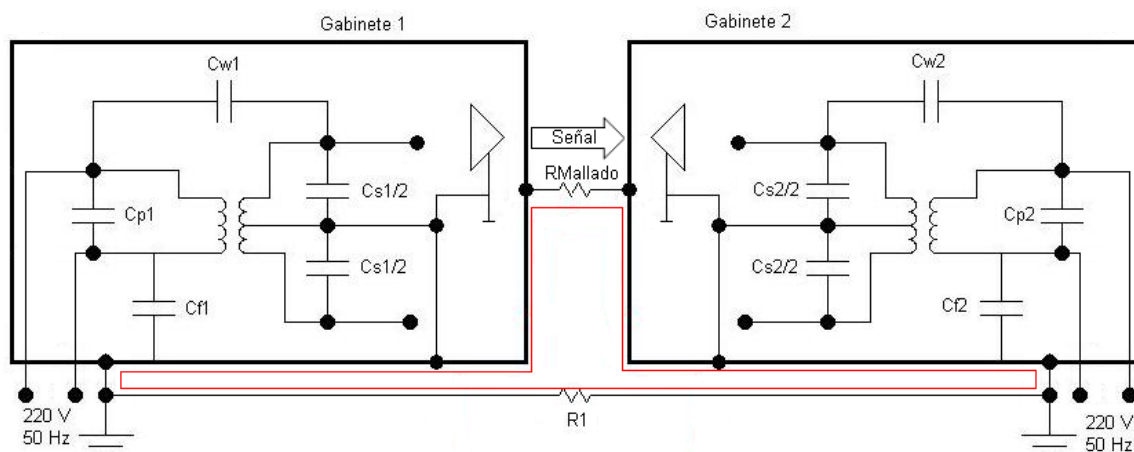 Gabinete 1
Gabinete 2
Cw1
Cw2
Señal
RMallado
Cs1/2
Cs2/2
Cp1
Cp2
Cs1/2
Cs2/2
Cf1
Cf2
220 V
50 Hz
R1
220 V
50 Hz